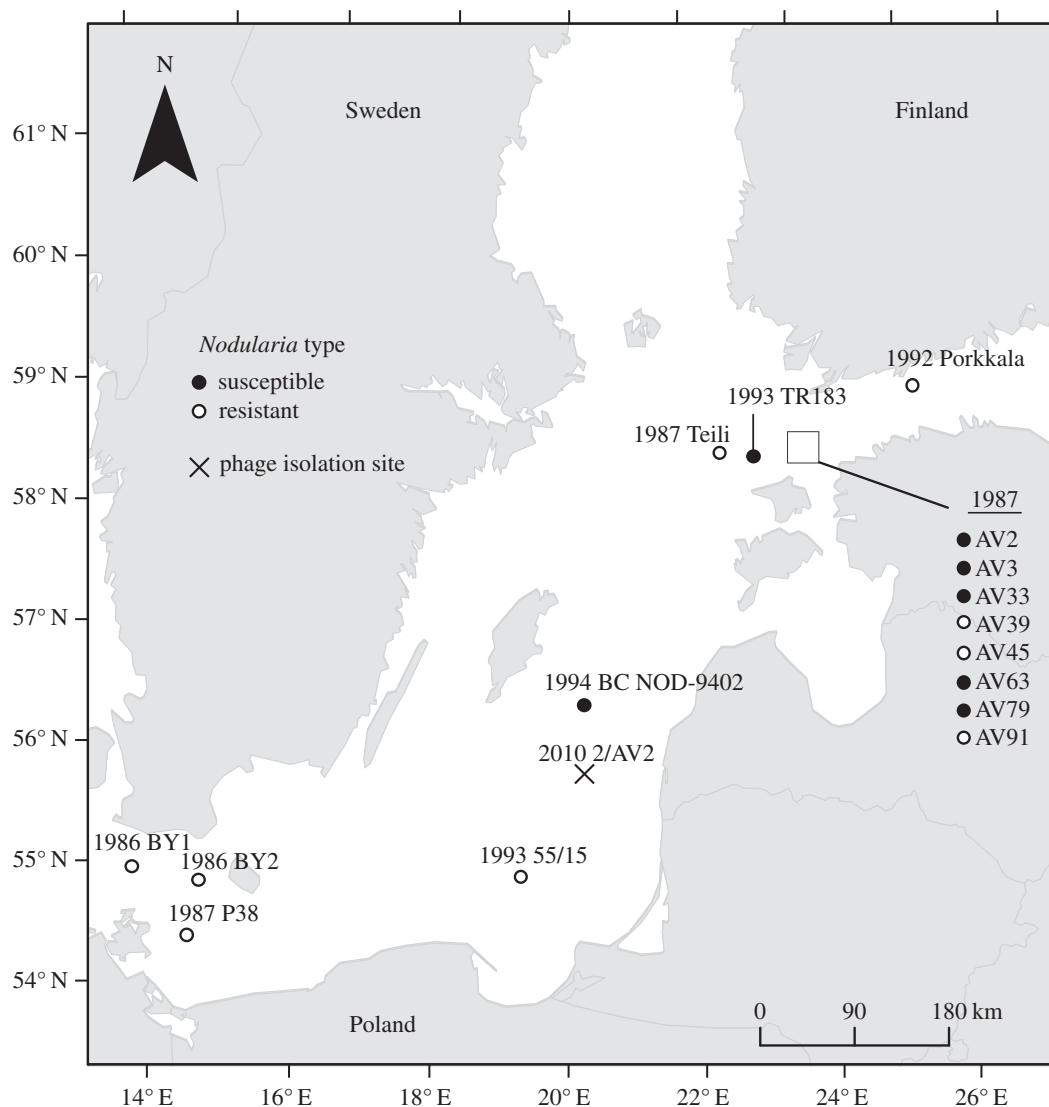 N
Sweden
Finland
61° N
60° N
59° N
58° N
57° N
56° N
55° N
54° N
Nodularia type
susceptible
resistant
phage isolation site
1992 Porkkala
1993 TR183
1987 Teili
1987
AV2
AV3
AV33
AV39
AV45
AV63
AV79
AV91
1994 BC NOD-9402
2010 2/AV2
1986 BY1
1986 BY2
1993 55/15
1987 P38
Poland
0 90 180 km
14° E 16° E 18° E 20° E 22° E 24° E 26° E